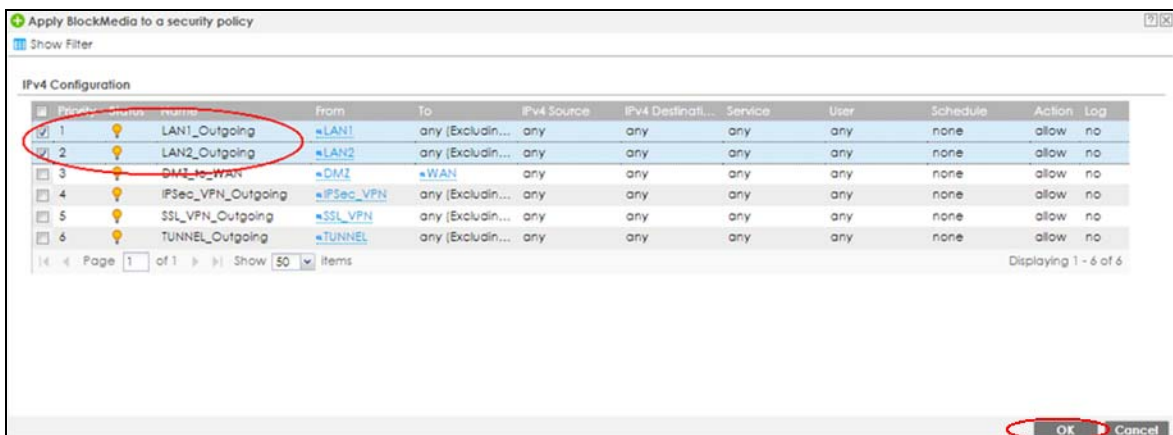 Apply BlockMedia to a security policy
Show Filter
IPv4 Configuration
Priority Status Name From To IPv4 Source IPv4 Destinati... Service User Schedule Action Log
1 LAN1_Outgoing LAN1 any (Excludin... any any any any none allow no
2 LAN2_Outgoing LAN2 any (Excludin... any any any any none allow no
3 DMZ_to_WAN DMZ WAN any any any any none allow no
4 IPSec_VPN_Outgoing IPSec_VPN any (Excludin... any any any any none allow no
5 SSL_VPN_Outgoing SSL_VPN any (Excludin... any any any any none allow no
6 TUNNEL_Outgoing TUNNEL any (Excludin... any any any any none allow no
Page 1 of 1 Show 50 items Displaying 1 - 6 of 6
OK Cancel